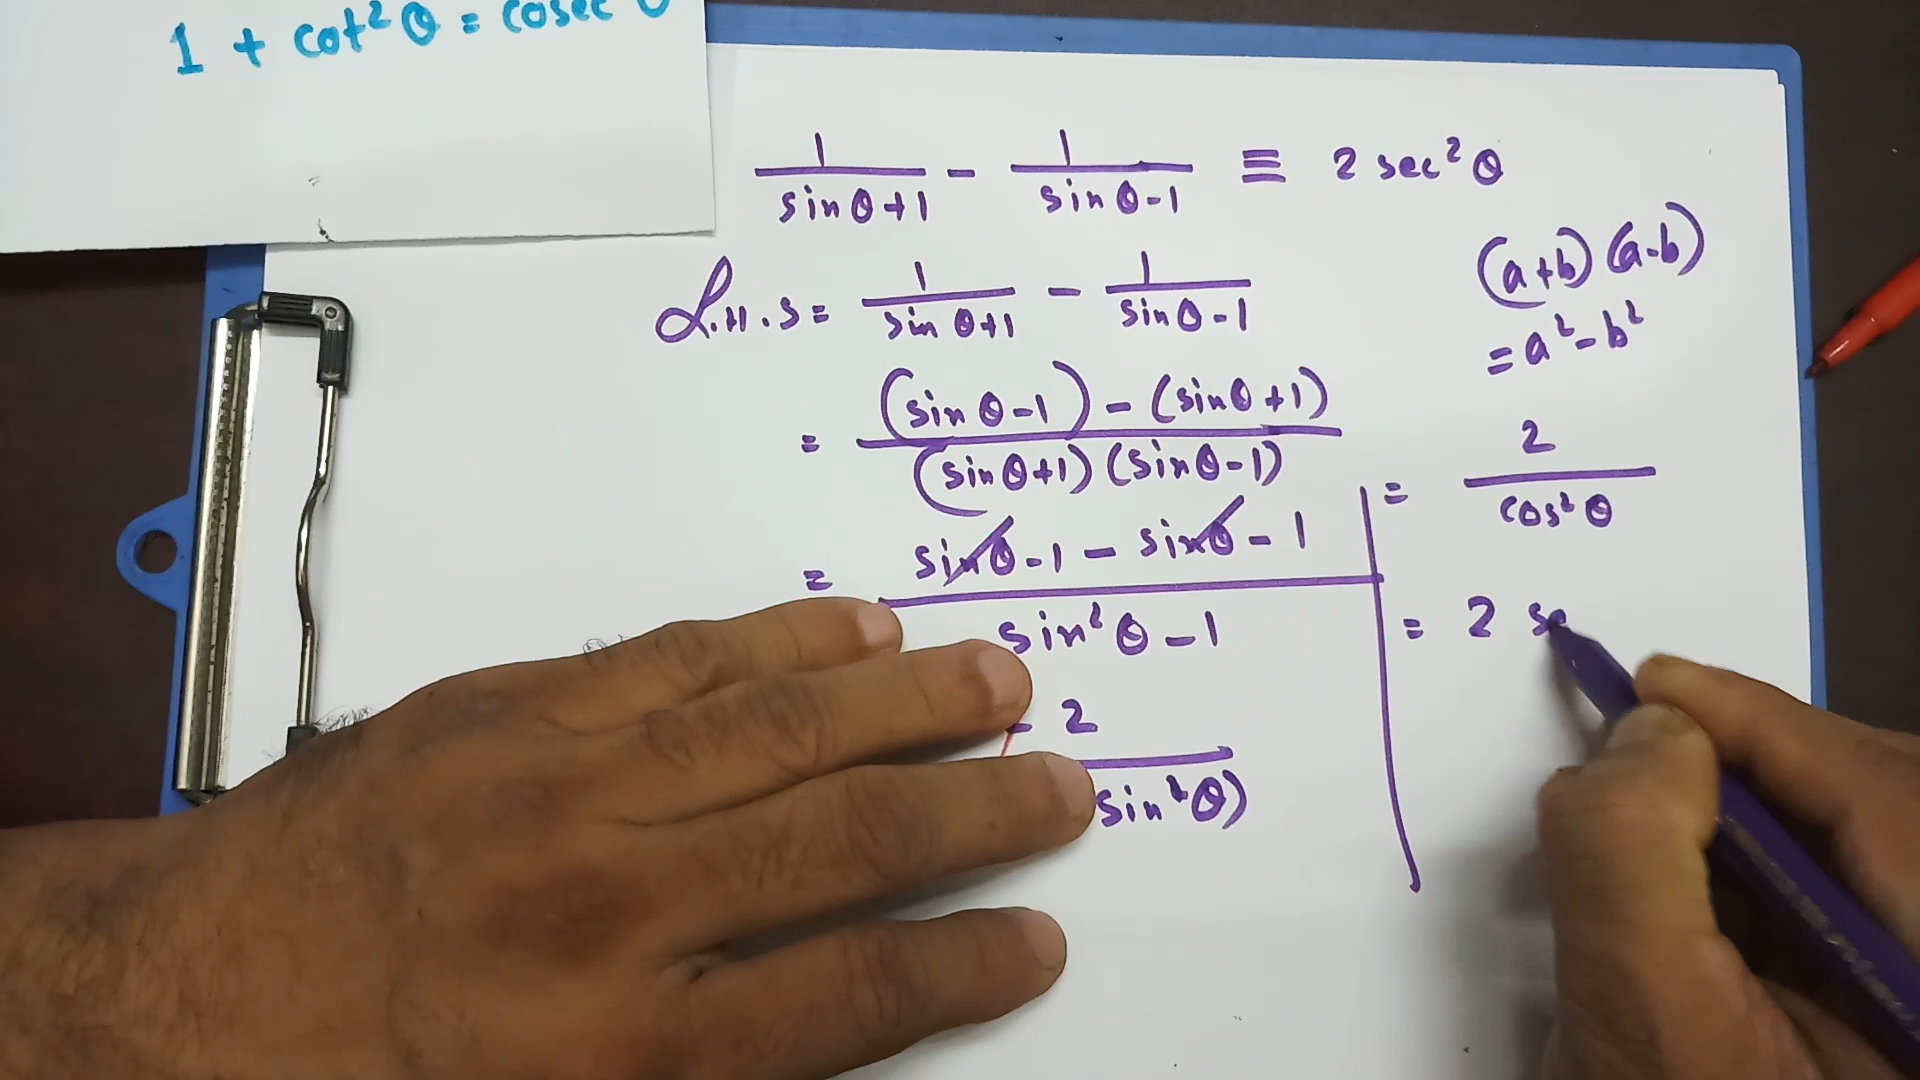 1 + cot²θ = cosec θ
1/(sinθ+1) - 1/(sinθ-1) ≡ 2 sec²θ
L.H.S = 1/(sinθ+1) - 1/(sinθ-1)
(a+b)(a-b)
= a² - b²
= ((sinθ-1) - (sinθ+1))/((sinθ+1)(sinθ-1))
= (sinθ-1 - sinθ-1)/(sin²θ-1)
- 2
sin²θ)
= 2/cos²θ
= 2 se